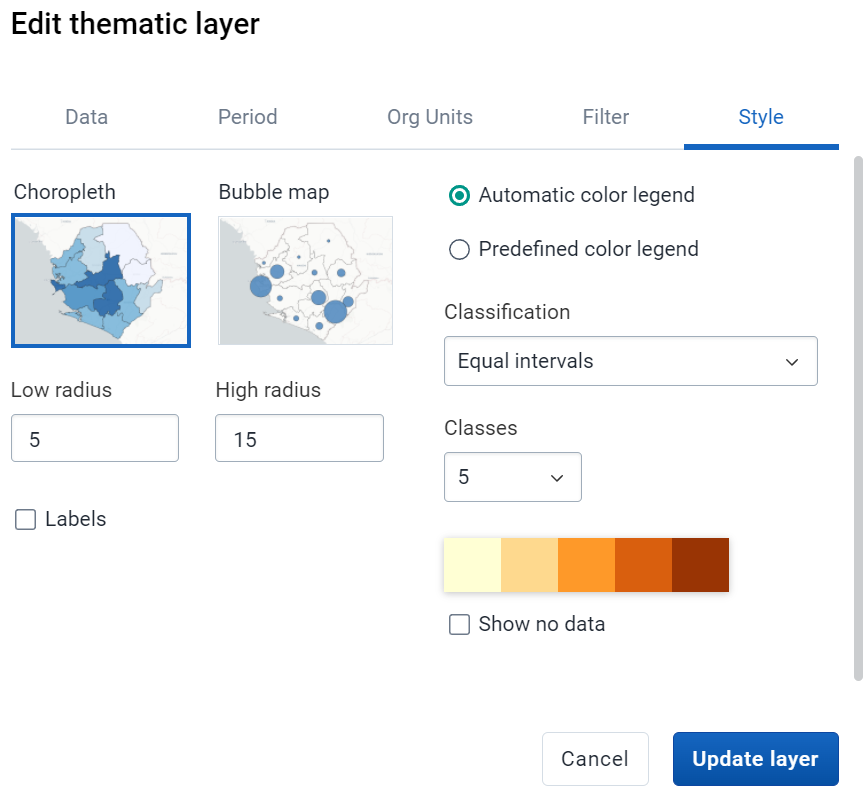 Edit thematic layer
Data Period Org Units Filter Style
Choropleth Bubble map
Automatic color legend
Predefined color legend
Classification
Equal intervals
Low radius High radius
5 15
Classes
5
Labels
Show no data
Cancel Update layer